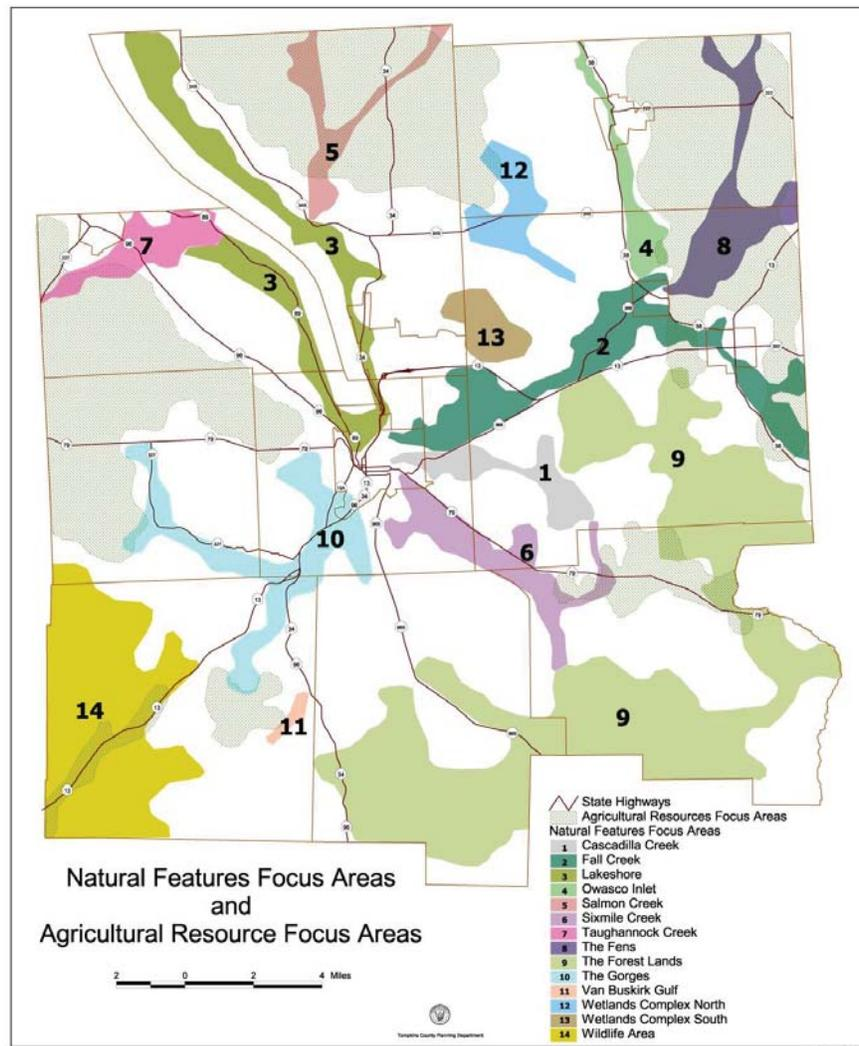 5
12
4
8
7
3
3
13
2
1
9
6
10
14
11
9
State Highways
Agricultural Resources Focus Areas
Natural Features Focus Areas
1 Cascadilla Creek
2 Fall Creek
3 Lakeshore
4 Owasco Inlet
5 Salmon Creek
6 Sixmile Creek
7 Taughannock Creek
8 The Fens
9 The Forest Lands
10 The Gorges
11 Van Buskirk Gulf
12 Wetlands Complex North
13 Wetlands Complex South
14 Wildlife Area
Natural Features Focus Areas
and
Agricultural Resource Focus Areas
2 0 2 4 Miles
Tompkins County Planning Department